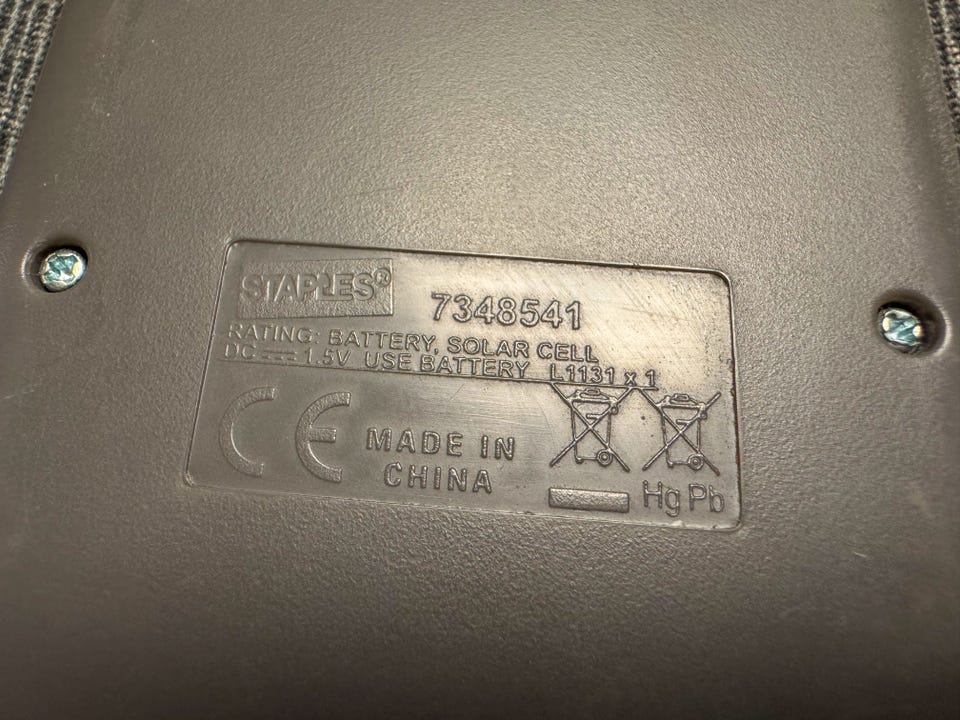 STAPLES® 7348541
RATING: BATTERY, SOLAR CELL
DC ⎓ 1.5V USE BATTERY L1131 x 1
CE MADE IN
CHINA
Hg Pb